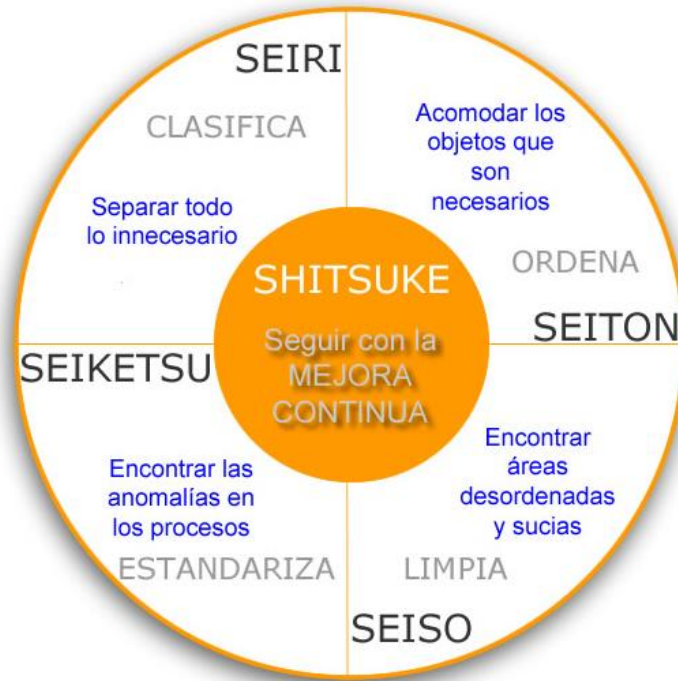 SEIRI
CLASIFICA
Separar todo
lo innecesario
Acomodar los
objetos que
son
necesarios
ORDENA
SEITON
SHITSUKE
Seguir con la
MEJORA
CONTINUA
SEIKETSU
Encontrar las
anomalías en
los procesos
ESTANDARIZA
Encontrar
áreas
desordenadas
y sucias
LIMPIA
SEISO